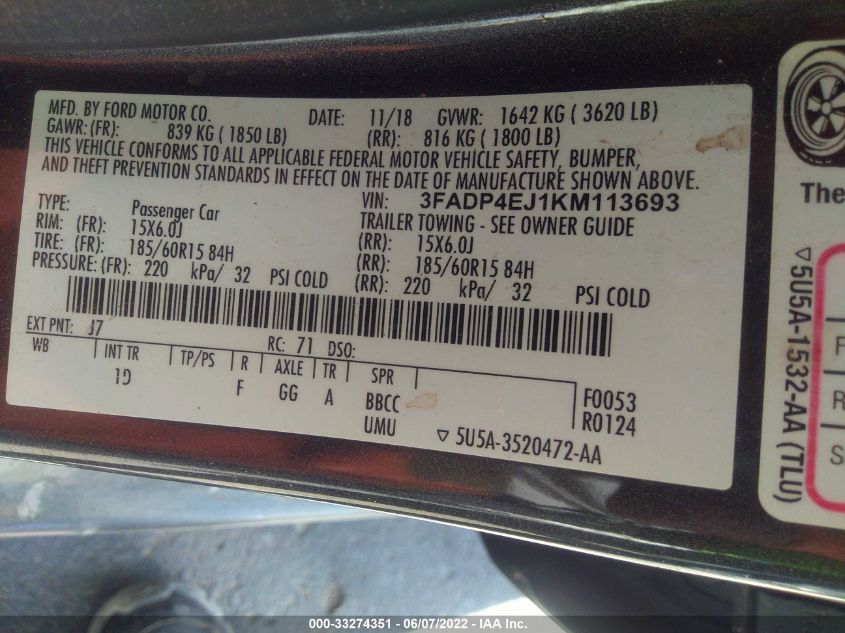 MFD. BY FORD MOTOR CO. DATE: 11/18 GVWR: 1642 KG ( 3620 LB)
GAWR: (FR): 839 KG ( 1850 LB) (RR): 816 KG ( 1800 LB)
THIS VEHICLE CONFORMS TO ALL APPLICABLE FEDERAL MOTOR VEHICLE SAFETY, BUMPER,
AND THEFT PREVENTION STANDARDS IN EFFECT ON THE DATE OF MANUFACTURE SHOWN ABOVE.
VIN: 3FADP4EJ1KM113693
TYPE: Passenger Car TRAILER TOWING - SEE OWNER GUIDE
RIM: (FR): 15X6.0J (RR): 15X6.0J
TIRE: (FR): 185/60R15 84H (RR): 185/60R15 84H
PRESSURE: (FR): 220 kPa/ 32 PSI COLD (RR): 220 kPa/ 32 PSI COLD
EXT PNT: J7 RC: 71 DSO:
WB INT TR TP/PS R AXLE TR SPR
1D F GG A BBCC F0053
UMU R0124
5U5A-3520472-AA
The
5U5A-1532-AA (TLU)
F
R
S
000-33274351 - 06/07/2022 - IAA Inc.